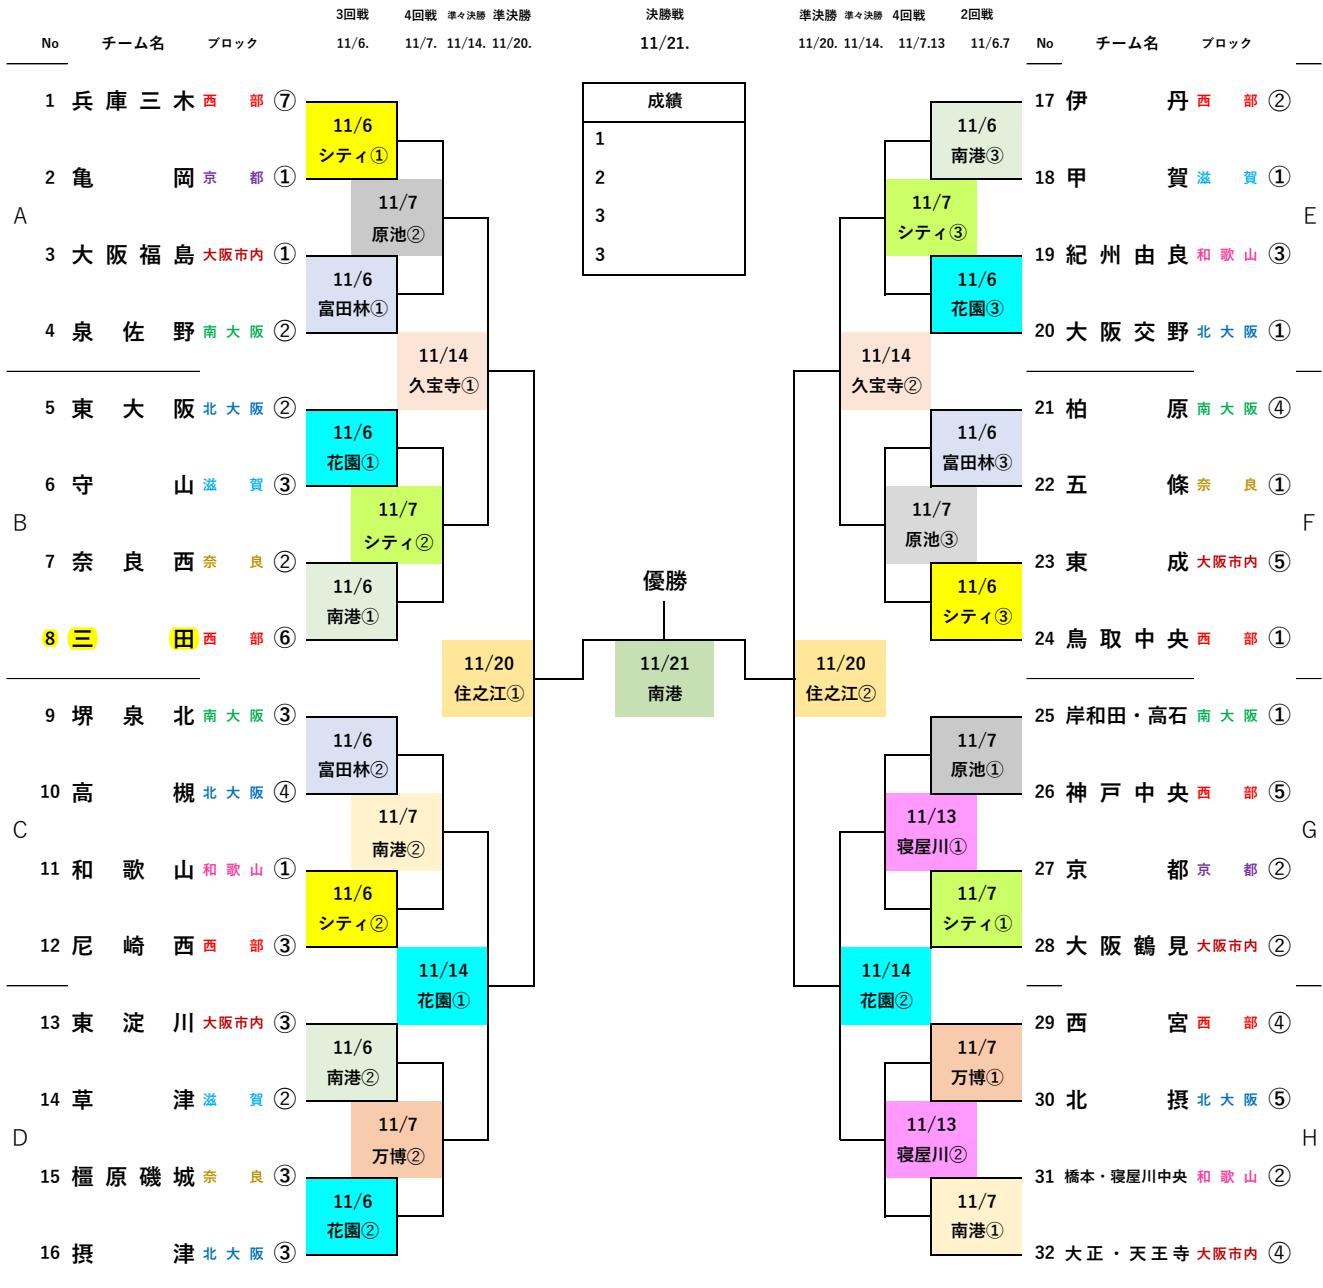 3回戦 4回戦 準々決勝 準決勝 決勝戦 準決勝 準々決勝 4回戦 2回戦
No チーム名 ブロック 11/6. 11/7. 11/14. 11/20. 11/21. 11/20. 11/14. 11/7.13 11/6.7 No チーム名 ブロック
A
1 兵庫三木 西部 ⑦
2 亀岡 京都 ①
3 大阪福島 大阪市内 ①
4 泉佐野 南大阪 ②
B
5 東大阪 北大阪 ②
6 守山 滋賀 ③
7 奈良西 奈良 ②
8 三田 西部 ⑥
C
9 堺泉北 南大阪 ③
10 高槻 北大阪 ④
11 和歌山 和歌山 ①
12 尼崎西 西部 ③
D
13 東淀川 大阪市内 ③
14 草津 滋賀 ②
15 橿原磯城 奈良 ③
16 摂津 北大阪 ③
11/6
シティ①
11/7
原池②
11/6
富田林①
11/14
久宝寺①
11/6
花園①
11/7
シティ②
11/6
南港①
11/20
住之江①
11/6
富田林②
11/7
南港②
11/6
シティ②
11/14
花園①
11/6
南港②
11/7
万博②
11/6
花園②
成績
1
2
3
3
優勝
11/21
南港
11/6
南港③
11/7
シティ③
11/6
花園③
11/14
久宝寺②
11/6
富田林③
11/7
原池③
11/6
シティ③
11/20
住之江②
11/7
原池①
11/13
寝屋川①
11/7
シティ①
11/14
花園②
11/7
万博①
11/13
寝屋川②
11/7
南港①
E
17 伊丹 西部 ②
18 甲賀 滋賀 ①
19 紀州由良 和歌山 ③
20 大阪交野 北大阪 ①
F
21 柏原 南大阪 ④
22 五條 奈良 ①
23 東成 大阪市内 ⑤
24 鳥取中央 西部 ①
G
25 岸和田・高石 南大阪 ①
26 神戸中央 西部 ⑤
27 京都 京都 ②
28 大阪鶴見 大阪市内 ②
H
29 西宮 西部 ④
30 北摂 北大阪 ⑤
31 橋本・寝屋川中央 和歌山 ②
32 大正・天王寺 大阪市内 ④